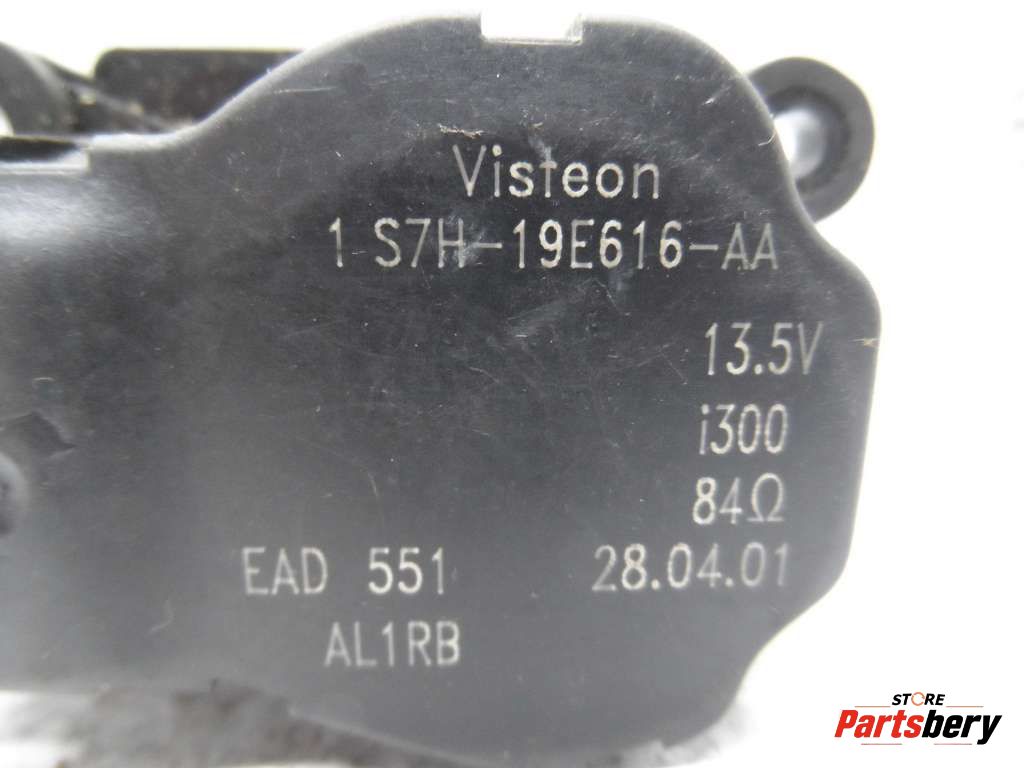 Visteon
1S7H-19E616-AA
13.5V
i300
84Ω
EAD 551 28.04.01
AL1RB
STORE
Partsbery